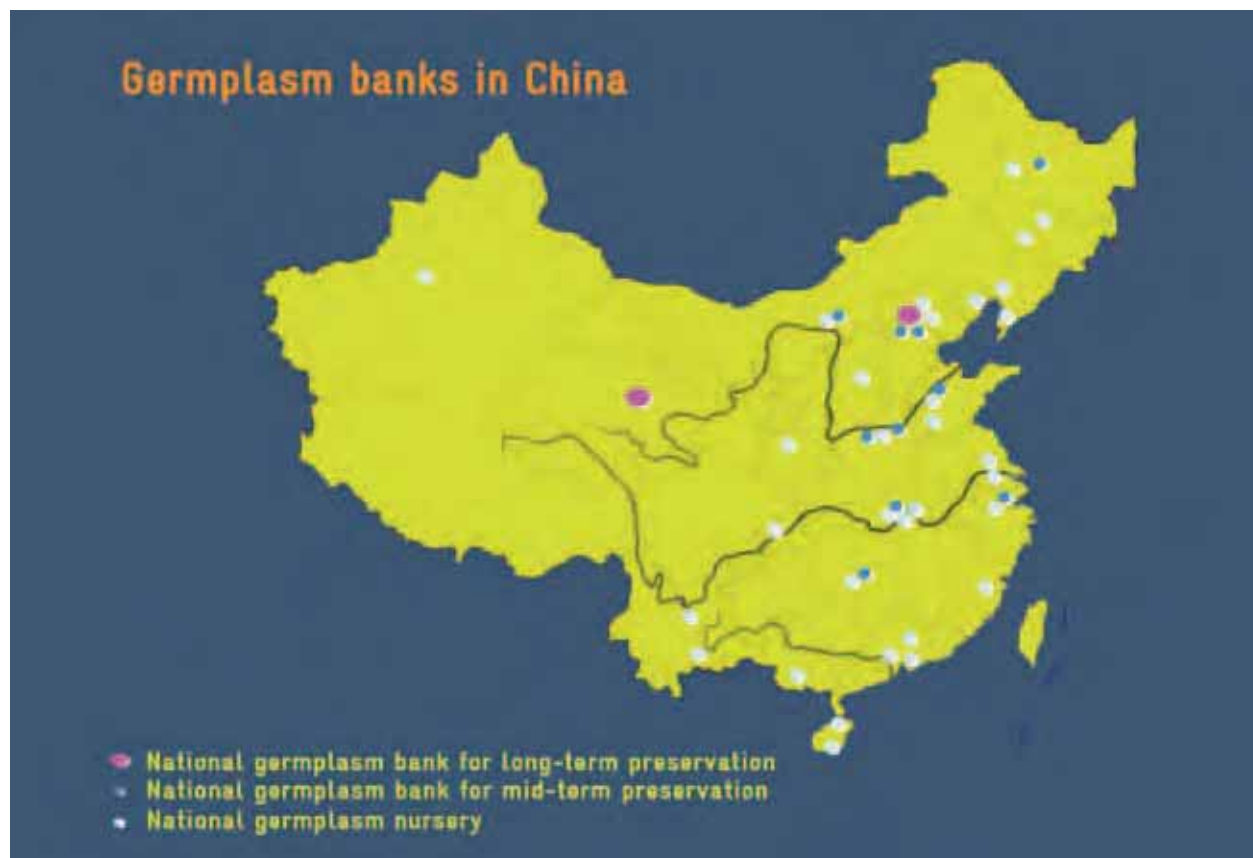 Germplasm banks in China
National germplasm bank for long-term preservation
National germplasm bank for mid-term preservation
National germplasm nursery